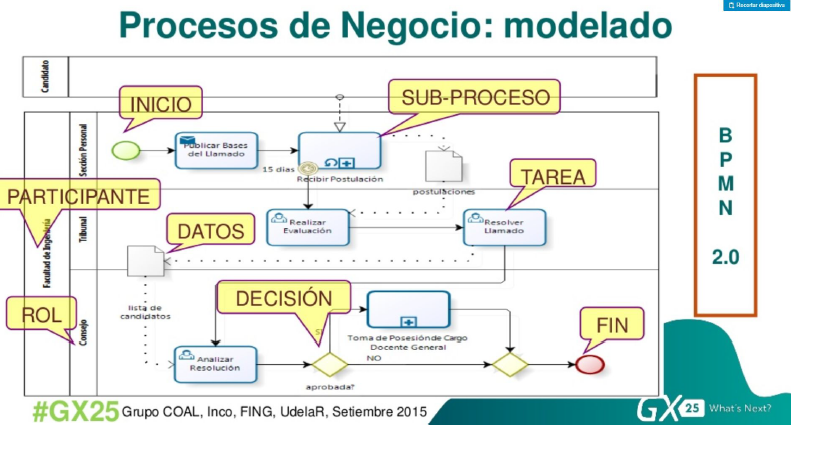 Recortar diapositiva
Procesos de Negocio: modelado
Candidato
INICIO
SUB-PROCESO
Sección Personal
Publicar Bases
del Llamado
15 días
Recibir Postulación
postulaciones
TAREA
PARTICIPANTE
Facultad de Ingeniería
Tribunal
DATOS
Realizar
Evaluación
Resolver
Llamado
lista de
candidatos
DECISIÓN
ROL
Consejo
Toma de Posesión de Cargo
Docente General
FIN
NO
Analizar
Resolución
aprobada?
B
P
M
N
2.0
#GX25 Grupo COAL, Inco, FING, UdelaR, Setiembre 2015
GX 25 What's Next?